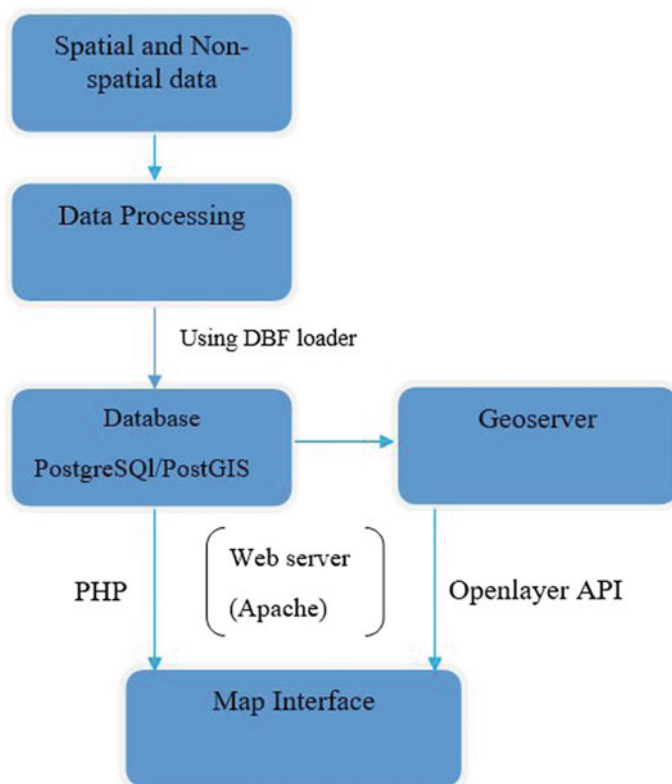 Spatial and Non-
spatial data
Data Processing
Using DBF loader
Database
PostgreSQl/PostGIS
Geoserver
PHP
Web server
(Apache)
Openlayer API
Map Interface